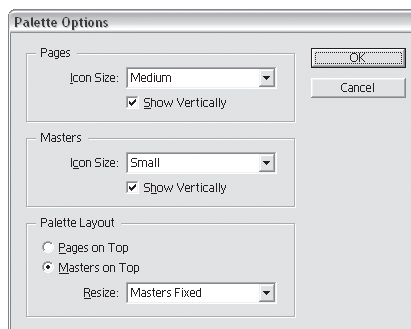 Palette Options
Pages
Icon Size: Medium
Show Vertically
OK
Cancel
Masters
Icon Size: Small
Show Vertically
Palette Layout
Pages on Top
Masters on Top
Resize: Masters Fixed